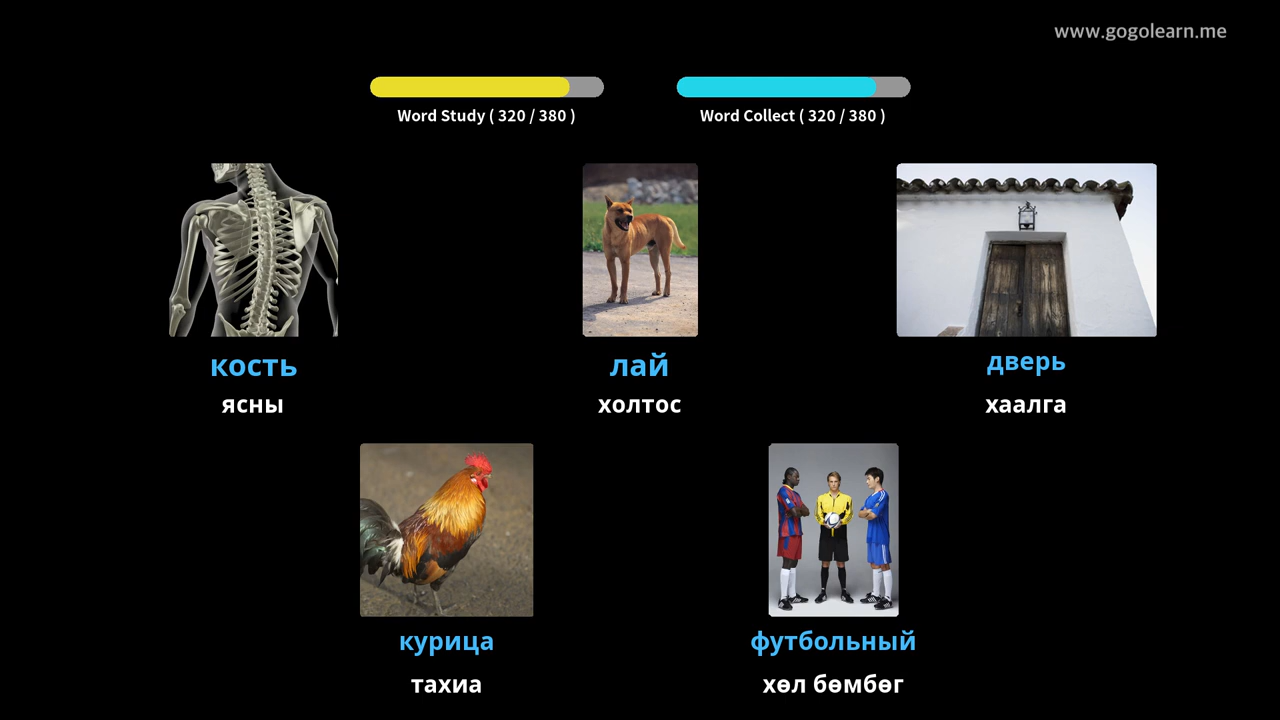 www.gogolearn.me
Word Study ( 320 / 380 )
Word Collect ( 320 / 380 )
кость
ясны
лай
холтос
дверь
хаалга
курица
тахиа
футбольный
хөл бөмбөг